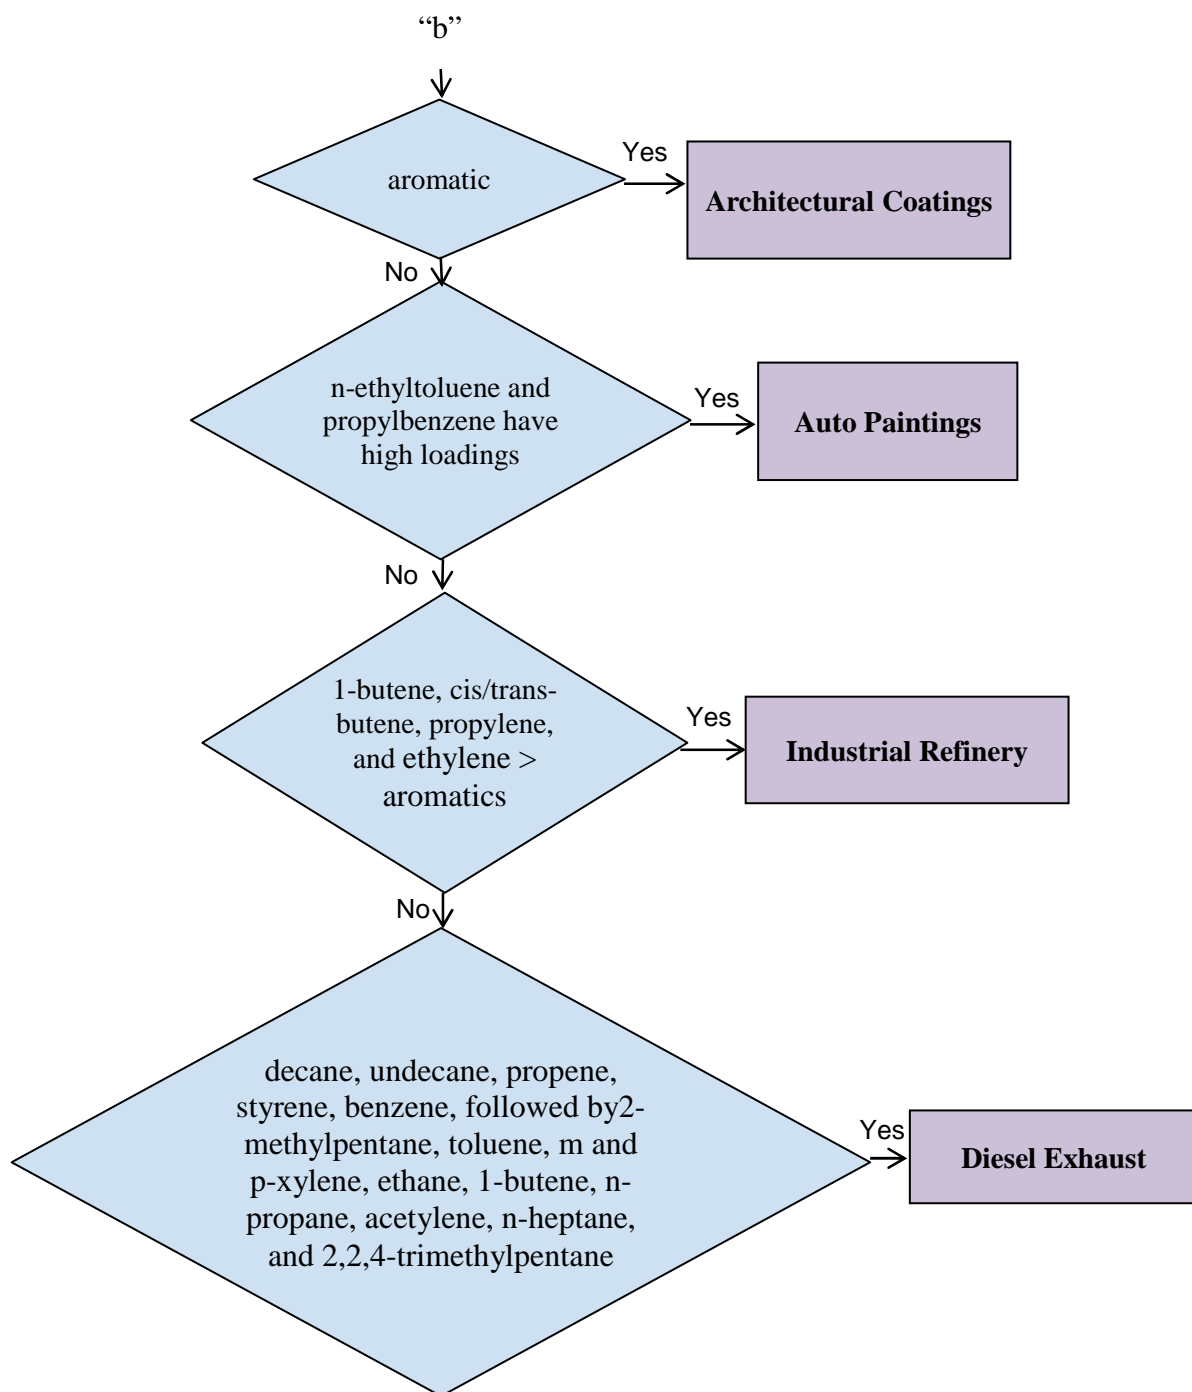 “b”
aromatic
Yes
Architectural Coatings
No
n-ethyltoluene and
propylbenzene have
high loadings
Yes
Auto Paintings
No
1-butene, cis/trans-
butene, propylene,
and ethylene >
aromatics
Yes
Industrial Refinery
No
decane, undecane, propene,
styrene, benzene, followed by2-
methylpentane, toluene, m and
p-xylene, ethane, 1-butene, n-
propane, acetylene, n-heptane,
and 2,2,4-trimethylpentane
Yes
Diesel Exhaust